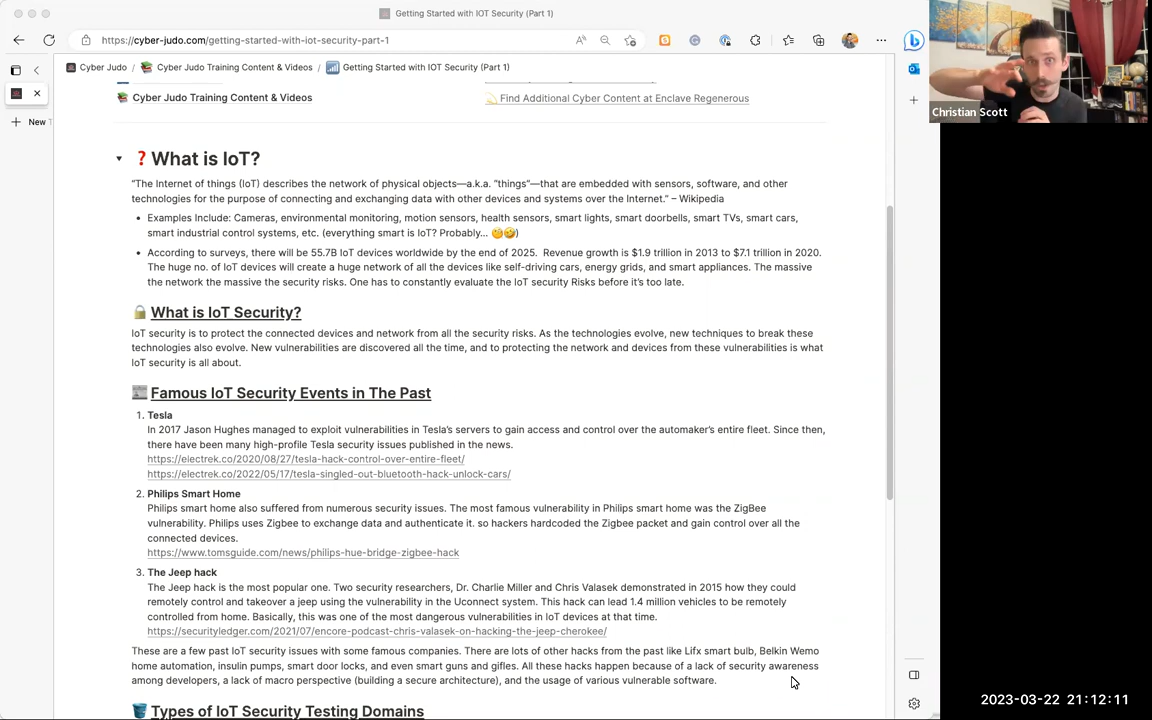 Getting Started with IOT Security (Part 1)
https://cyber-judo.com/getting-started-with-iot-security-part-1
Cyber Judo / Cyber Judo Training Content & Videos / Getting Started with IOT Security (Part 1)
Christian Scott
Cyber Judo Training Content & Videos
Find Additional Cyber Content at Enclave Regenerous
New
What is IoT?
“The Internet of things (IoT) describes the network of physical objects—a.k.a. “things”—that are embedded with sensors, software, and other
technologies for the purpose of connecting and exchanging data with other devices and systems over the Internet.” – Wikipedia
• Examples Include: Cameras, environmental monitoring, motion sensors, health sensors, smart lights, smart doorbells, smart TVs, smart cars,
smart industrial control systems, etc. (everything smart is IoT? Probably… 🧐🤣)
• According to surveys, there will be 55.7B IoT devices worldwide by the end of 2025. Revenue growth is $1.9 trillion in 2013 to $7.1 trillion in 2020.
The huge no. of IoT devices will create a huge network of all the devices like self-driving cars, energy grids, and smart appliances. The massive
the network the massive the security risks. One has to constantly evaluate the IoT security Risks before it’s too late.
What is IoT Security?
IoT security is to protect the connected devices and network from all the security risks. As the technologies evolve, new techniques to break these
technologies also evolve. New vulnerabilities are discovered all the time, and to protecting the network and devices from these vulnerabilities is what
IoT security is all about.
Famous IoT Security Events in The Past
1. Tesla
In 2017 Jason Hughes managed to exploit vulnerabilities in Tesla’s servers to gain access and control over the automaker’s entire fleet. Since then,
there have been many high-profile Tesla security issues published in the news.
https://electrek.co/2020/08/27/tesla-hack-control-over-entire-fleet/
https://electrek.co/2022/05/17/tesla-singled-out-bluetooth-hack-unlock-cars/
2. Philips Smart Home
Philips smart home also suffered from numerous security issues. The most famous vulnerability in Philips smart home was the ZigBee
vulnerability. Philips uses Zigbee to exchange data and authenticate it. so hackers hardcoded the Zigbee packet and gain control over all the
connected devices.
https://www.tomsguide.com/news/philips-hue-bridge-zigbee-hack
3. The Jeep hack
The Jeep hack is the most popular one. Two security researchers, Dr. Charlie Miller and Chris Valasek demonstrated in 2015 how they could
remotely control and takeover a jeep using the vulnerability in the Uconnect system. This hack can lead 1.4 million vehicles to be remotely
controlled from home. Basically, this was one of the most dangerous vulnerabilities in IoT devices at that time.
https://securityledger.com/2021/07/encore-podcast-chris-valasek-on-hacking-the-jeep-cherokee/
These are a few past IoT security issues with some famous companies. There are lots of other hacks from the past like Lifx smart bulb, Belkin Wemo
home automation, insulin pumps, smart door locks, and even smart guns and gifles. All these hacks happen because of a lack of security awareness
among developers, a lack of macro perspective (building a secure architecture), and the usage of various vulnerable software.
Types of IoT Security Testing Domains
2023-03-22 21:12:11